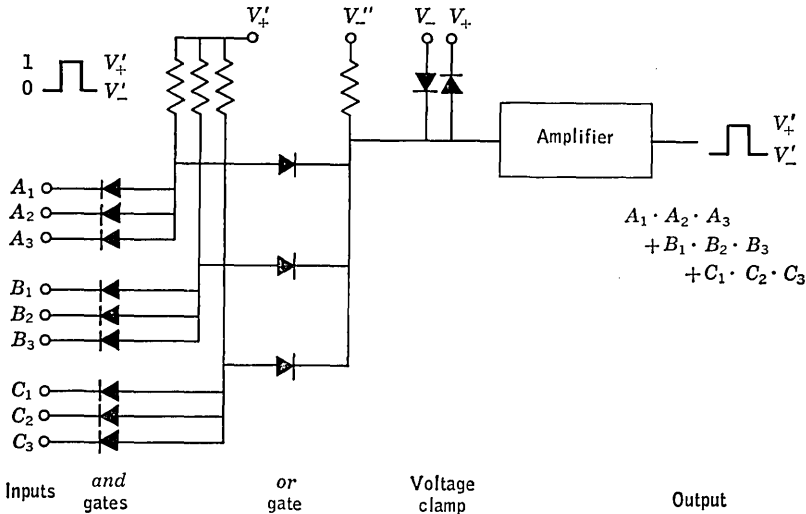 V′₊
V″₋
V₋
V₊
1
0
V′₊
V′₋
Amplifier
V′₊
V′₋
A₁
A₂
A₃
B₁
B₂
B₃
C₁
C₂
C₃
A₁ · A₂ · A₃
+ B₁ · B₂ · B₃
+ C₁ · C₂ · C₃
Inputs
and
gates
or
gate
Voltage
clamp
Output